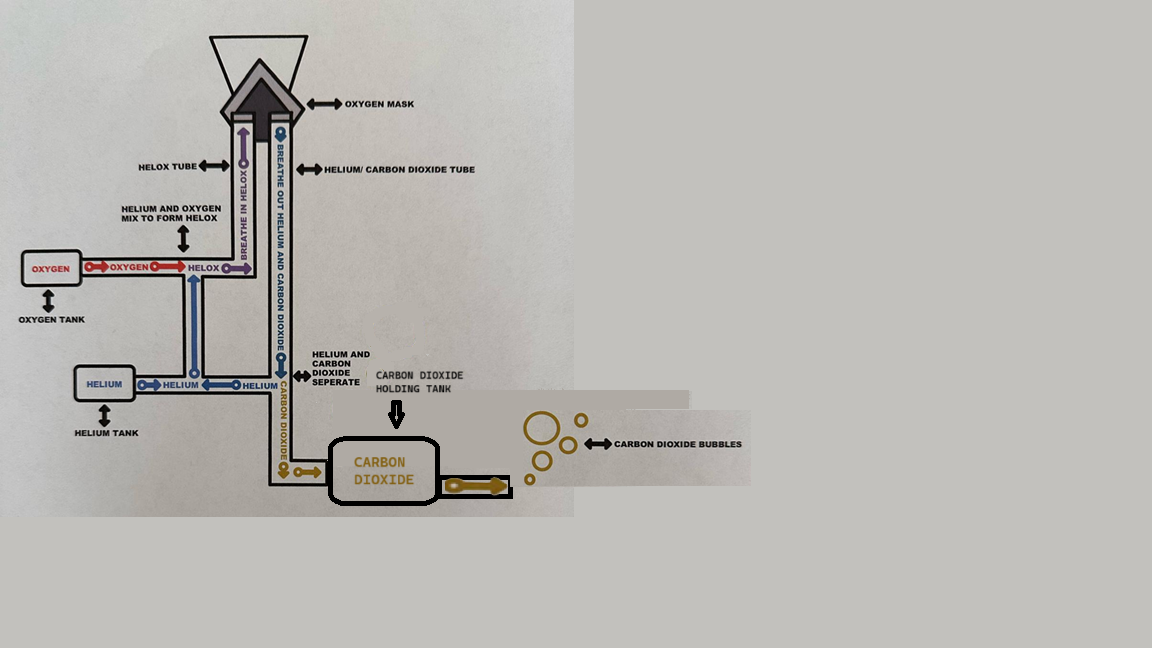 OXYGEN MASK
HELOX TUBE
HELIUM/ CARBON DIOXIDE TUBE
BREATHE IN HELOX
BREATHE OUT HELIUM AND CARBON DIOXIDE
HELIUM AND OXYGEN
MIX TO FORM HELOX
OXYGEN
OXYGEN
HELOX
OXYGEN TANK
HELIUM AND
CARBON
DIOXIDE
SEPERATE
CARBON DIOXIDE
HOLDING TANK
HELIUM
HELIUM
HELIUM
CARBON DIOXIDE
HELIUM TANK
CARBON DIOXIDE BUBBLES
CARBON
DIOXIDE